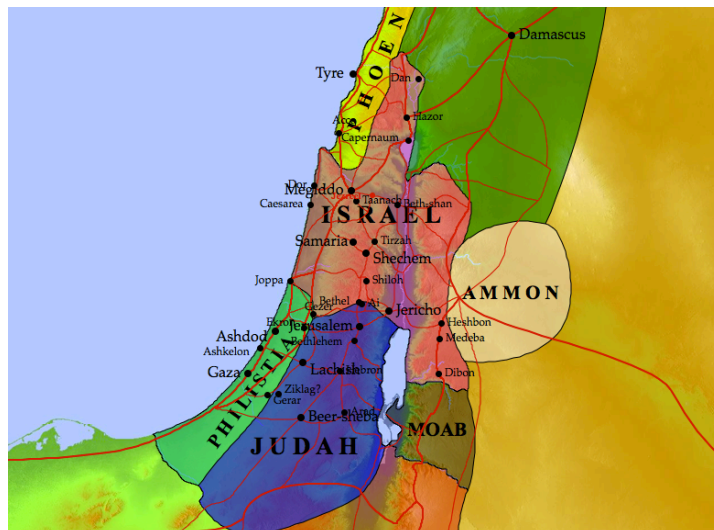 Damascus
PHOEN
Tyre
Dan
Hazor
Capernaum
Dor
Megiddo
Taanach
Caesarea
Beth-shan
ISRAEL
Samaria
Tirzah
Shechem
Joppa
Shiloh
AMMON
Bethel
Ai
Gezer
Jericho
Ekron
Jerusalem
Heshbon
Ashdod
Bethlehem
Medeba
Ashkelon
PHILISTIA
Gaza
Lachish
Hebron
Dibon
Ziklag?
Gerar
Beer-sheba
Arad
MOAB
JUDAH